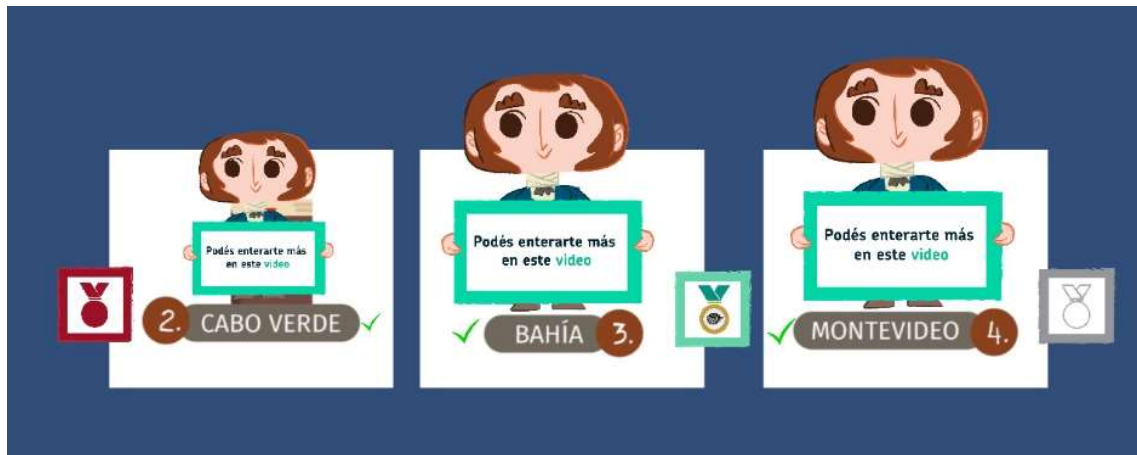 Podés enterarte más
en este video
2. CABO VERDE
Podés enterarte más
en este video
BAHÍA 3.
Podés enterarte más
en este video
MONTEVIDEO 4.